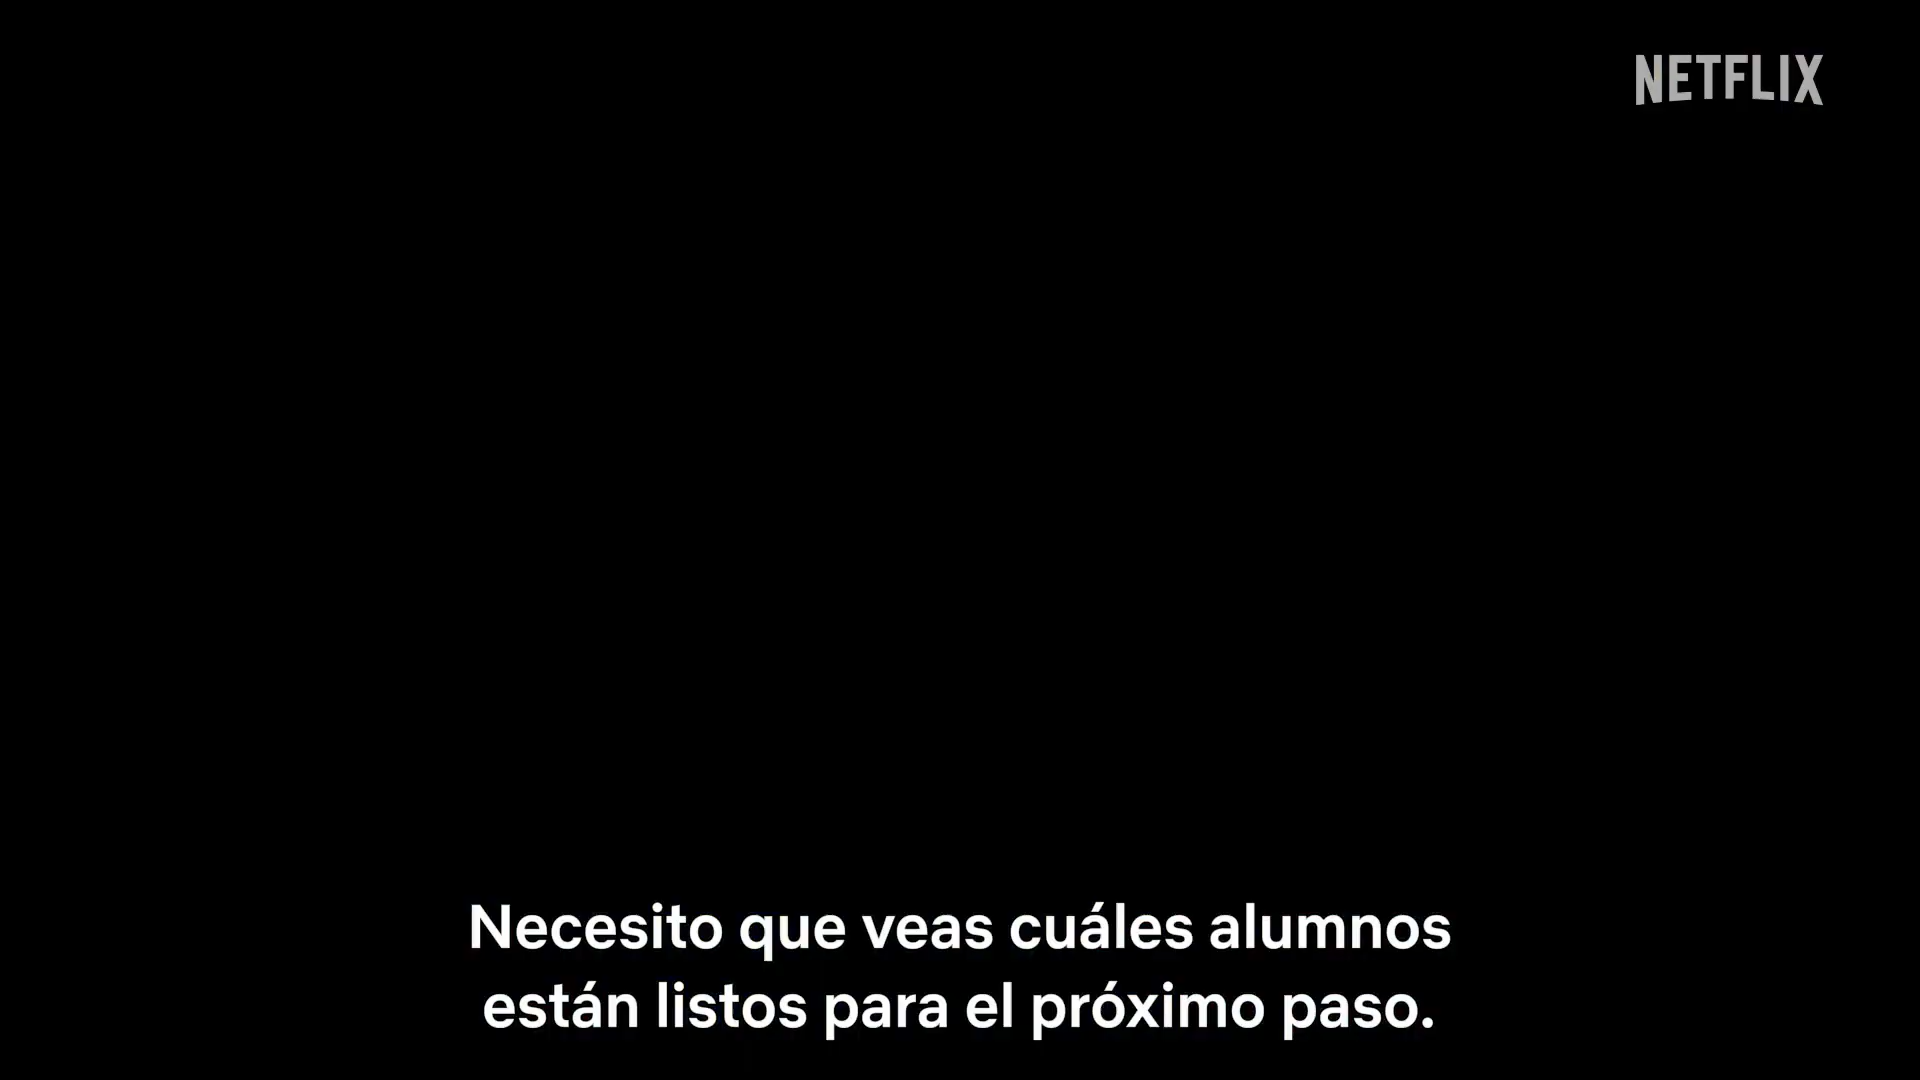 NETFLIX
Necesito que veas cuáles alumnos
están listos para el próximo paso.